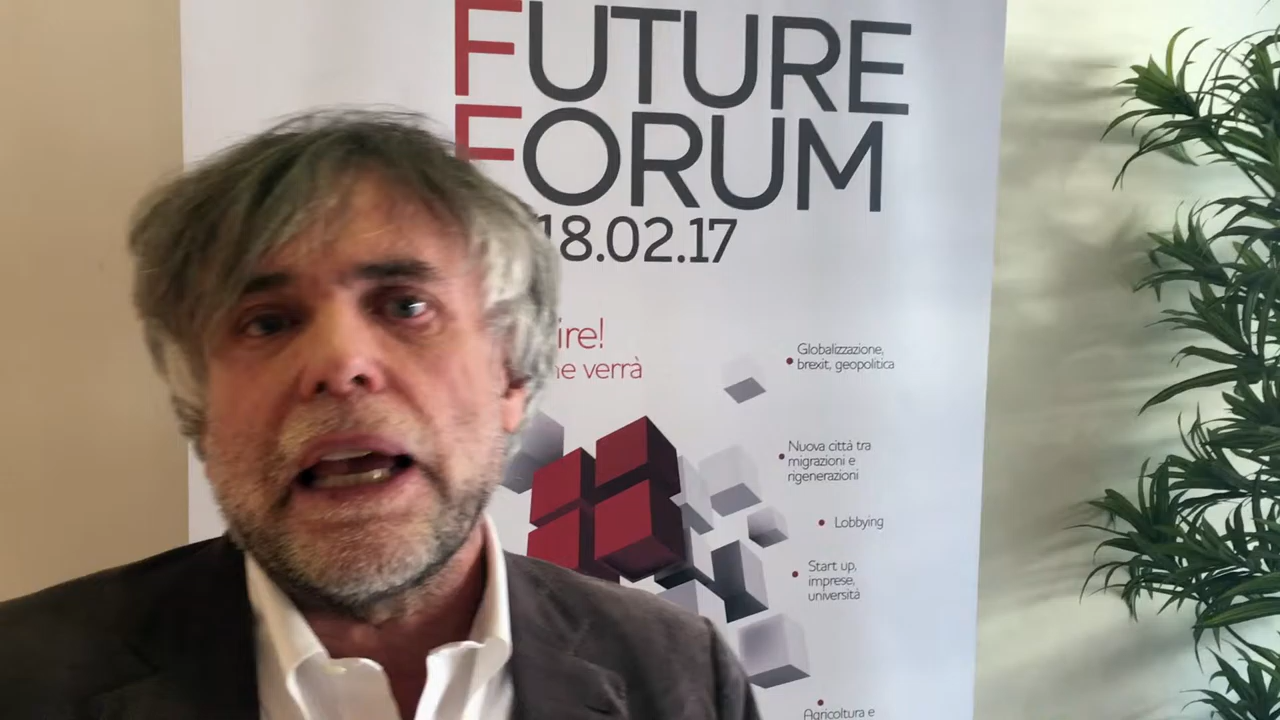 FUTURE
FORUM
18.02.17
ire!
e verrà
Globalizzazione,
brexit, geopolitica
Nuova città tra
migrazioni e
rigenerazioni
Lobbying
Start up,
imprese,
università
Agricoltura e